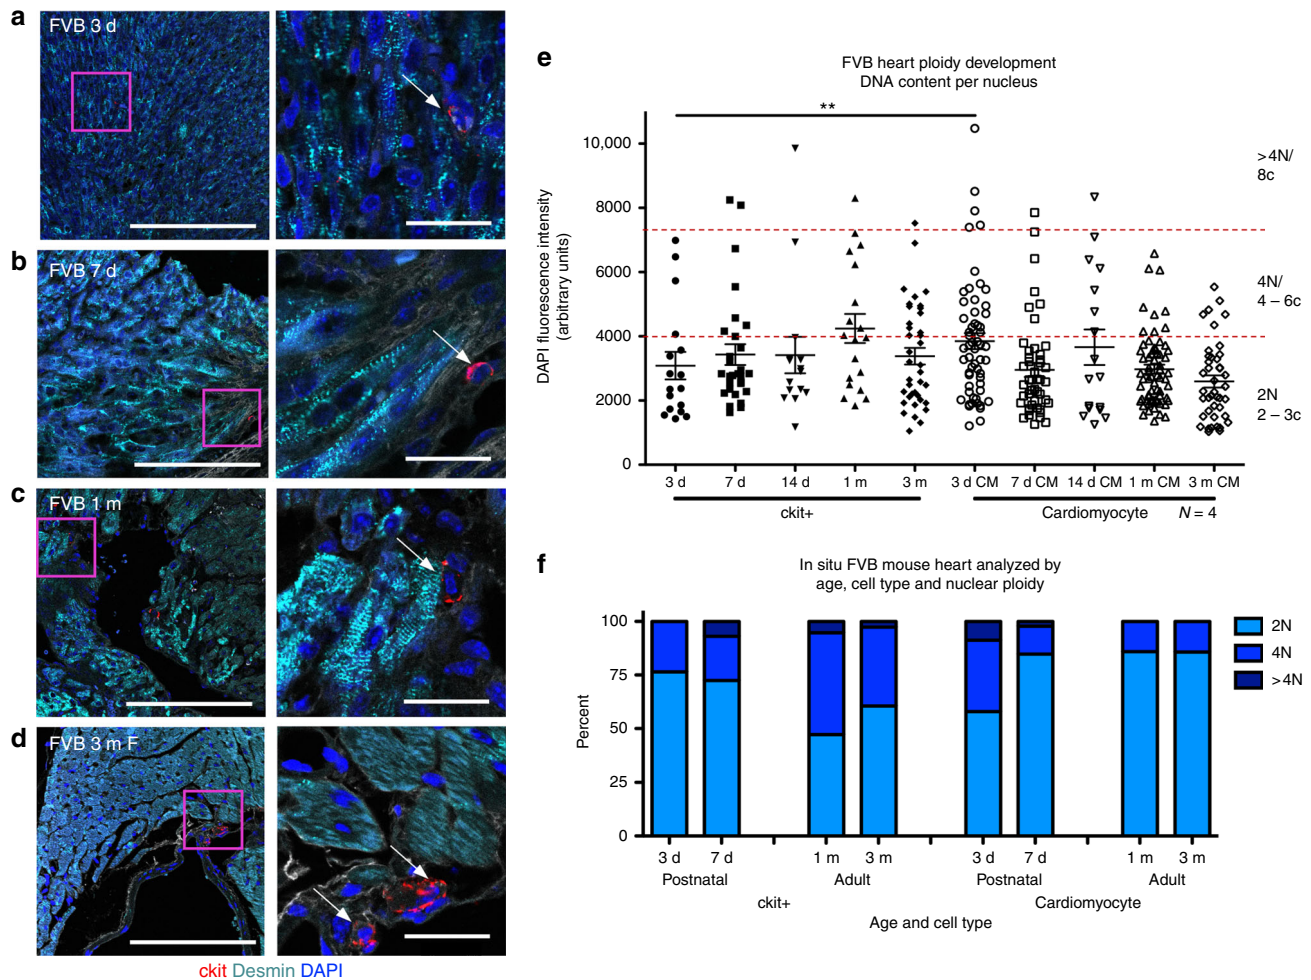 a
FVB 3 d
b
FVB 7 d
c
FVB 1 m
d
FVB 3 m F
ckit Desmin DAPI
e
FVB heart ploidy development
DNA content per nucleus
**
DAPI fluorescence intensity
(arbitrary units)
10,000
8000
6000
4000
2000
0
>4N/
8c
4N/
4 – 6c
2N
2 – 3c
3 d 7 d 14 d 1 m 3 m 3 d CM 7 d CM 14 d CM 1 m CM 3 m CM
ckit+ Cardiomyocyte N = 4
f
In situ FVB mouse heart analyzed by
age, cell type and nuclear ploidy
Percent
100
75
50
25
0
2N
4N
>4N
3 d 7 d 1 m 3 m 3 d 7 d 1 m 3 m
Postnatal Adult Postnatal Adult
ckit+ Cardiomyocyte
Age and cell type